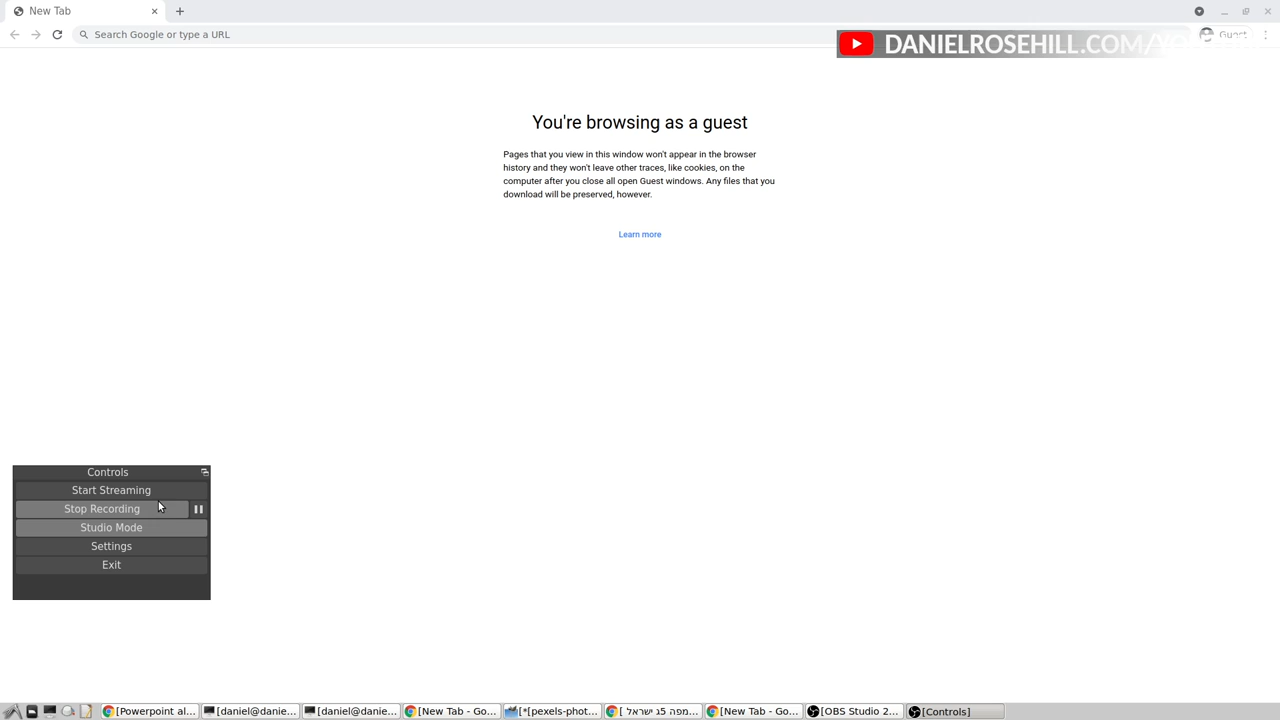 New Tab
Search Google or type a URL
Guest
DANIELROSEHILL.COM/
You're browsing as a guest
Pages that you view in this window won't appear in the browser
history and they won't leave other traces, like cookies, on the
computer after you close all open Guest windows. Any files that you
download will be preserved, however.
Learn more
Controls
Start Streaming
Stop Recording
Studio Mode
Settings
Exit
[Powerpoint al...
[daniel@danie...
[daniel@danie...
[New Tab - Go...
[*[pexels-phot...
[ מפה 5ג ישראל...
[New Tab - Go...
[OBS Studio 2...
[Controls]